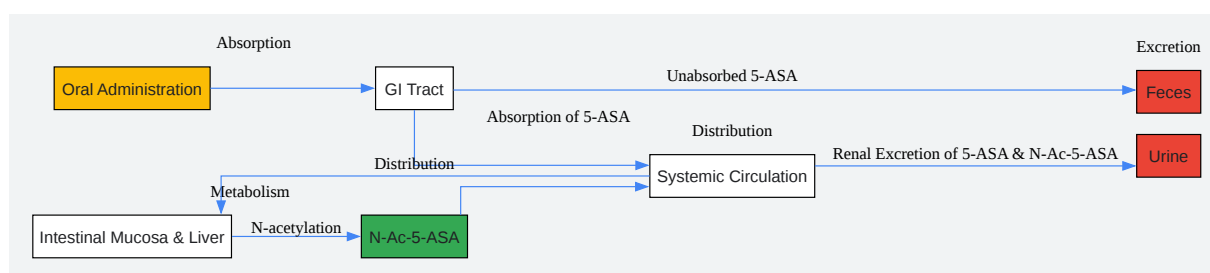 Absorption
Excretion
Oral Administration
GI Tract
Unabsorbed 5-ASA
Feces
Absorption of 5-ASA
Distribution
Distribution
Systemic Circulation
Renal Excretion of 5-ASA & N-Ac-5-ASA
Urine
Metabolism
Intestinal Mucosa & Liver
N-acetylation
N-Ac-5-ASA